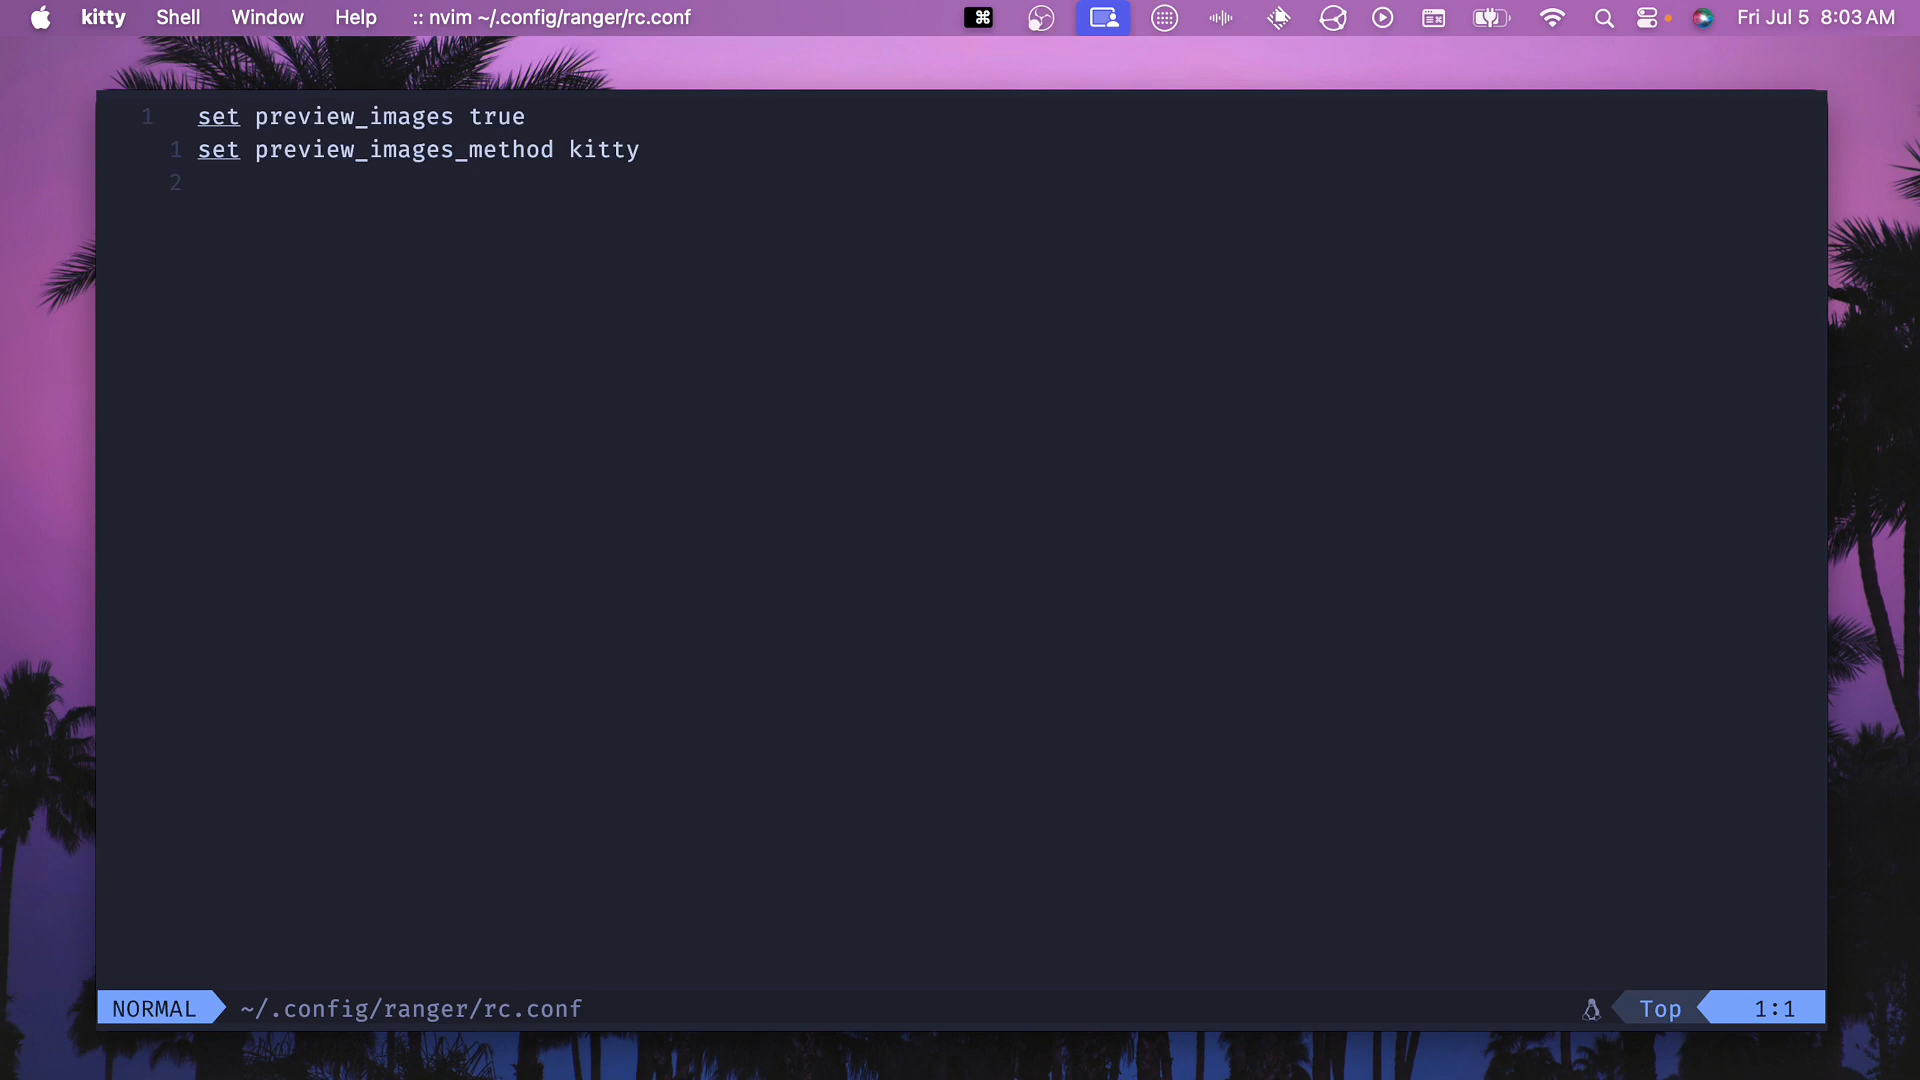 kitty Shell Window Help :: nvim ~/.config/ranger/rc.conf Fri Jul 5 8:03 AM
1 set preview_images true
1 set preview_images_method kitty
2
NORMAL ~/.config/ranger/rc.conf Top 1:1